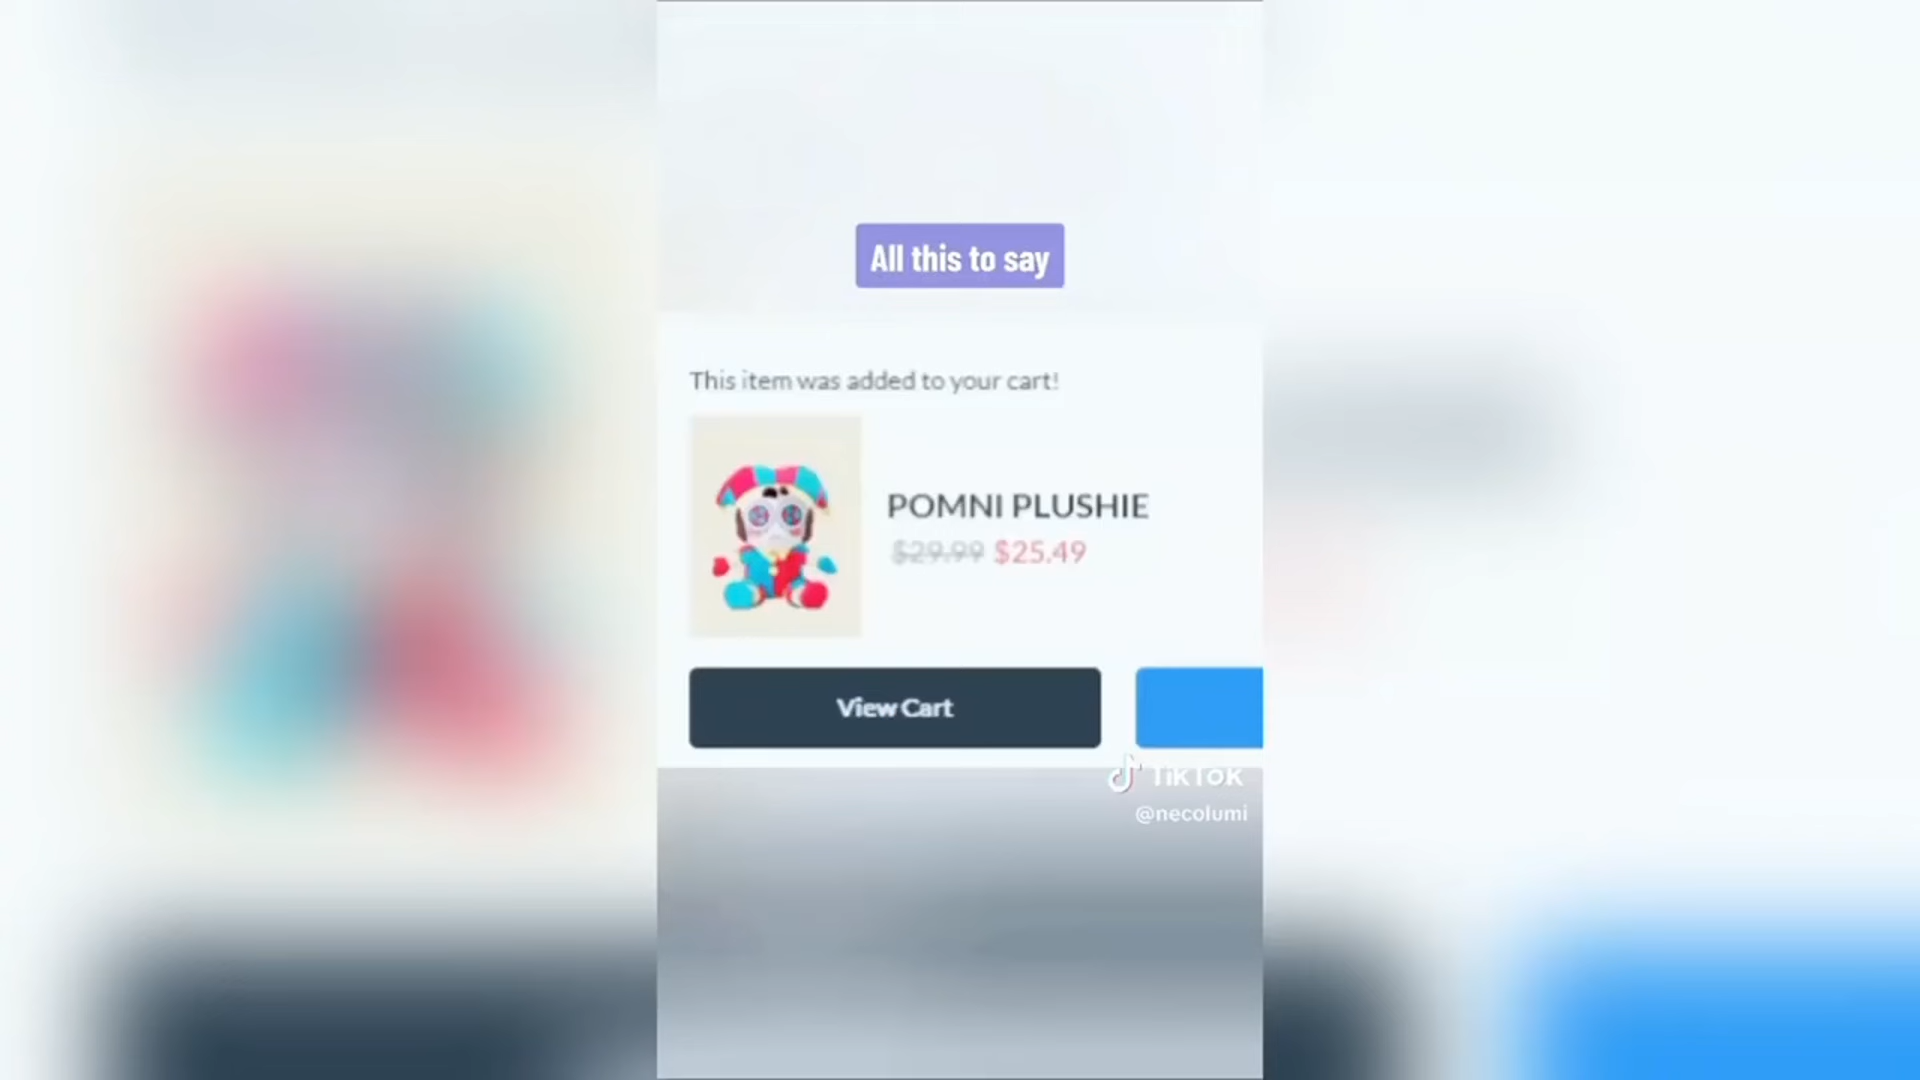 All this to say
This item was added to your cart!
POMNI PLUSHIE
$29.99 $25.49
View Cart
TikTok
@necolumi